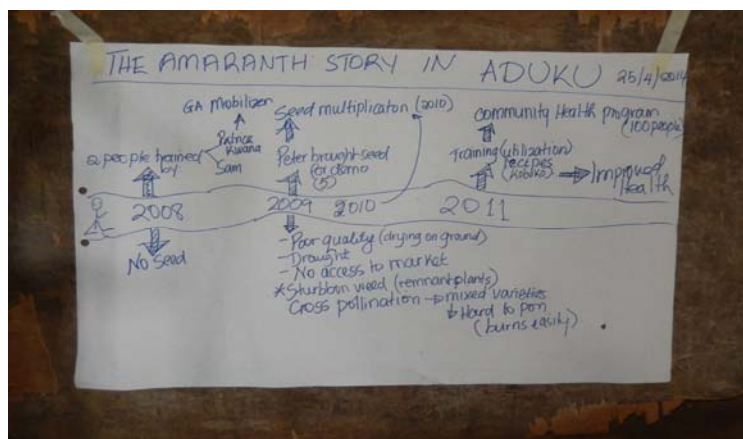 THE AMARANTH STORY IN ADUKU 25/4/2014
GA Mobilizer
Seed multiplication (2010)
Community Health program
(100 people)
2 people trained
by
Patrick
Sam
Peter brought seed
for demo
(5)
Training (utilization)
recipes
Improved
Health
2008
2009
2010
2011
No Seed
- Poor quality (drying on ground)
- Drought
- No access to market
* Stubborn weed (remnant plants)
Cross pollination → mixed varieties
Hard to pop
(burns easily)